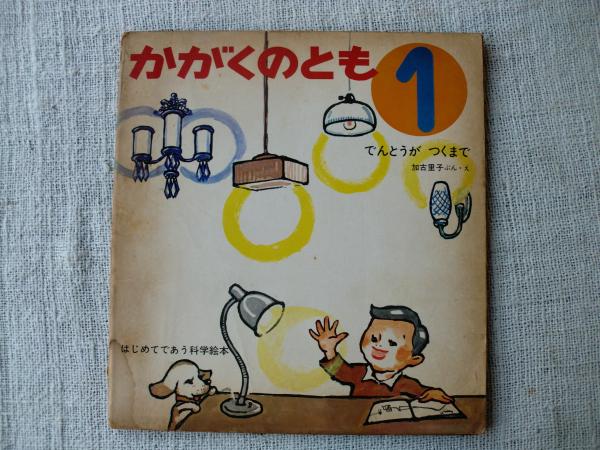 かがくのとも
1
でんとうが つくまで
加古里子 ぶん・え
はじめてであう科学絵本